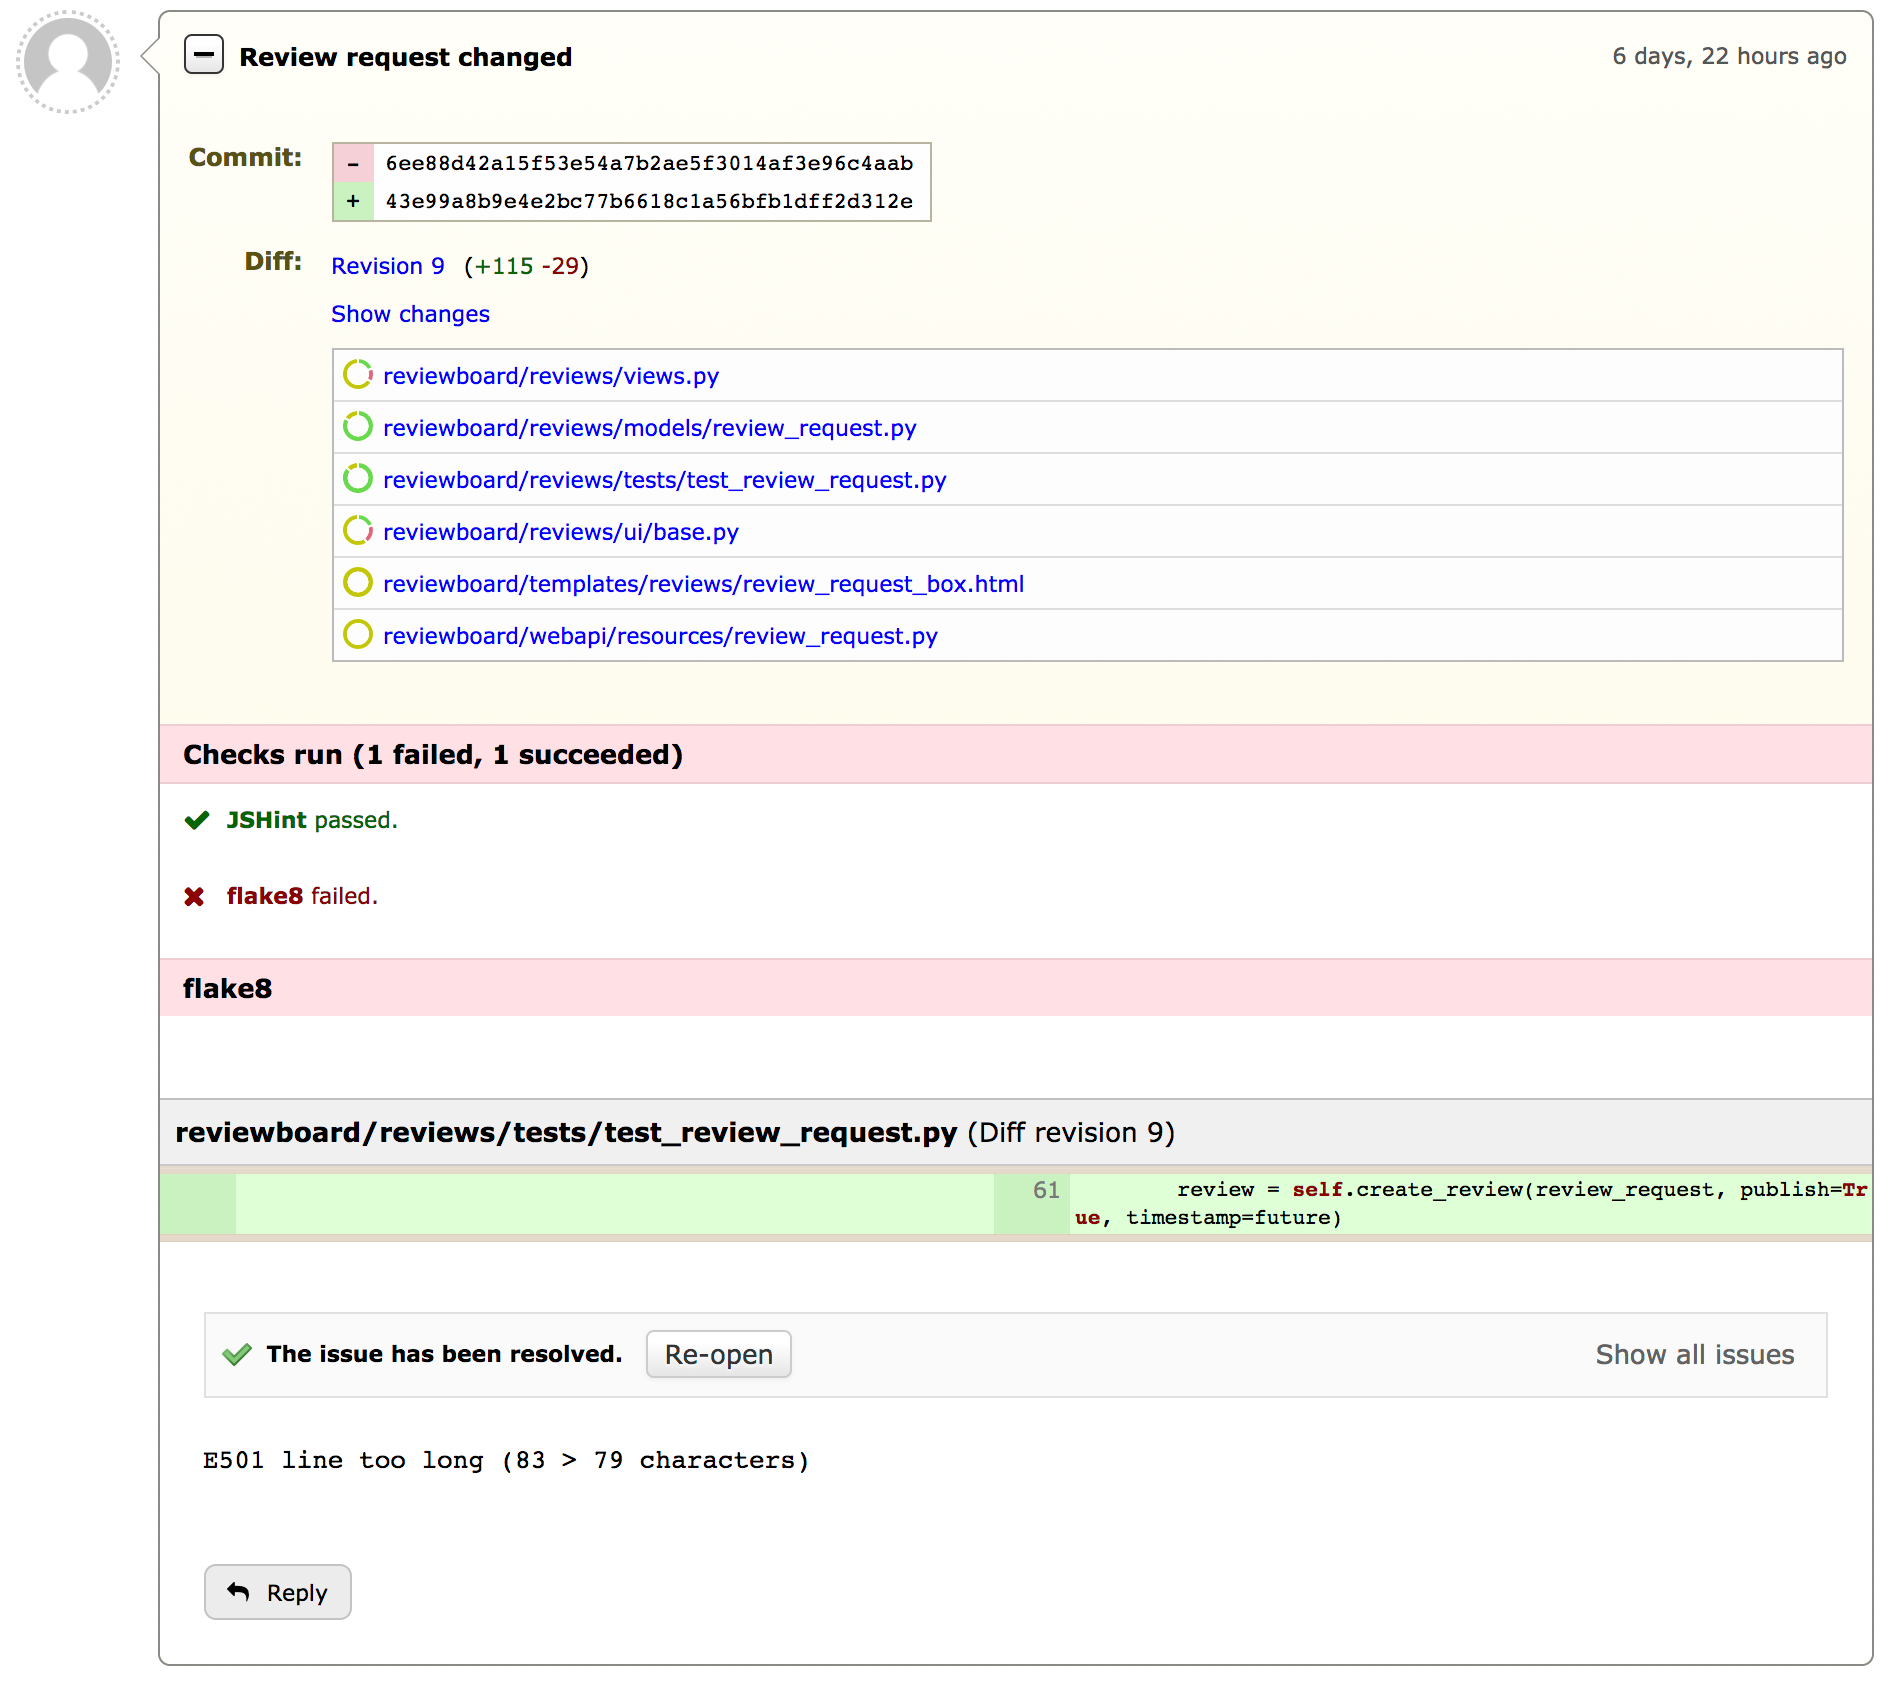 Review request changed
6 days, 22 hours ago
Commit:
- 6ee88d42a15f53e54a7b2ae5f3014af3e96c4aab
+ 43e99a8b9e4e2bc77b6618c1a56bfb1dff2d312e
Diff:
Revision 9 (+115 -29)
Show changes
reviewboard/reviews/views.py
reviewboard/reviews/models/review_request.py
reviewboard/reviews/tests/test_review_request.py
reviewboard/reviews/ui/base.py
reviewboard/templates/reviews/review_request_box.html
reviewboard/webapi/resources/review_request.py
Checks run (1 failed, 1 succeeded)
JSHint passed.
flake8 failed.
flake8
reviewboard/reviews/tests/test_review_request.py (Diff revision 9)
61 review = self.create_review(review_request, publish=Tr
ue, timestamp=future)
The issue has been resolved. Re-open Show all issues
E501 line too long (83 > 79 characters)
Reply